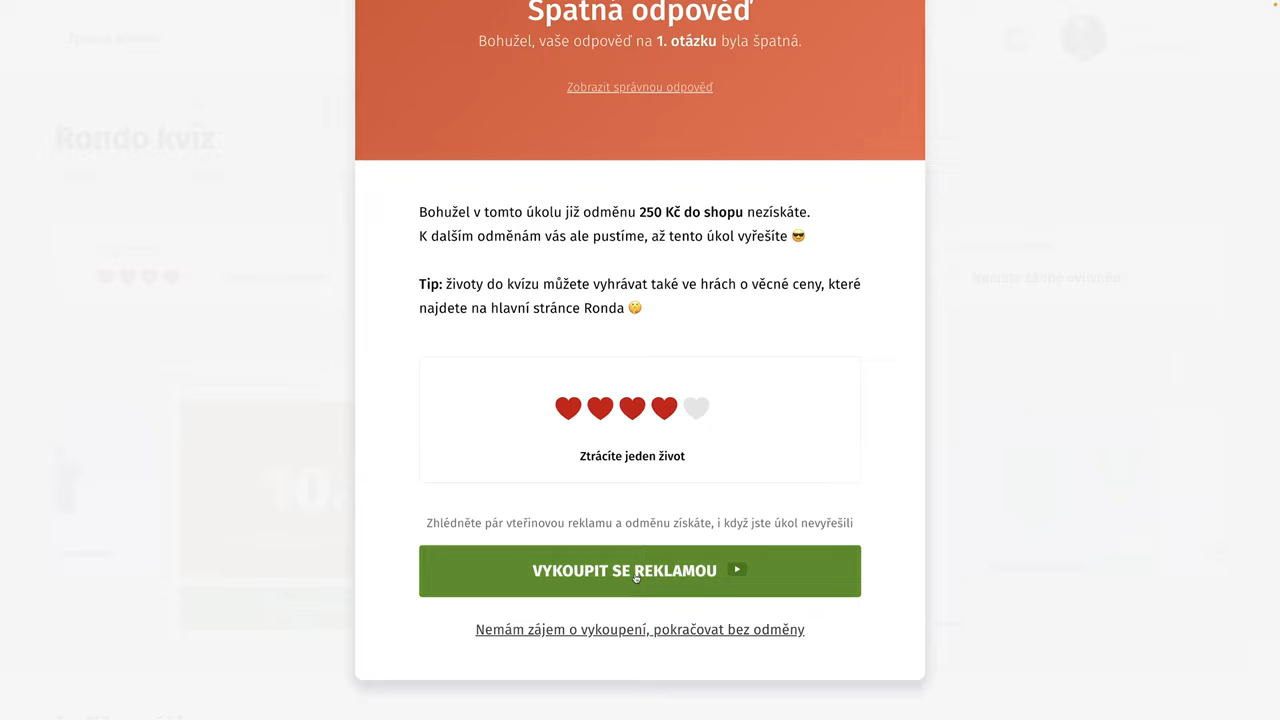 Špatná odpověď
Bohužel, vaše odpověď na 1. otázku byla špatná.
Zobrazit správnou odpověď
Rondo kvíz
Bohužel v tomto úkolu již odměnu 250 Kč do shopu nezískáte.
K dalším odměnám vás ale pustíme, až tento úkol vyřešíte 😎
Tip: životy do kvízu můžete vyhrávat také ve hrách o věcné ceny, které
najdete na hlavní stránce Ronda 🤫
Ztrácíte jeden život
Zhlédněte pár vteřinovou reklamu a odměnu získáte, i když jste úkol nevyřešili
VYKOUPIT SE REKLAMOU
Nemám zájem o vykoupení, pokračovat bez odměny